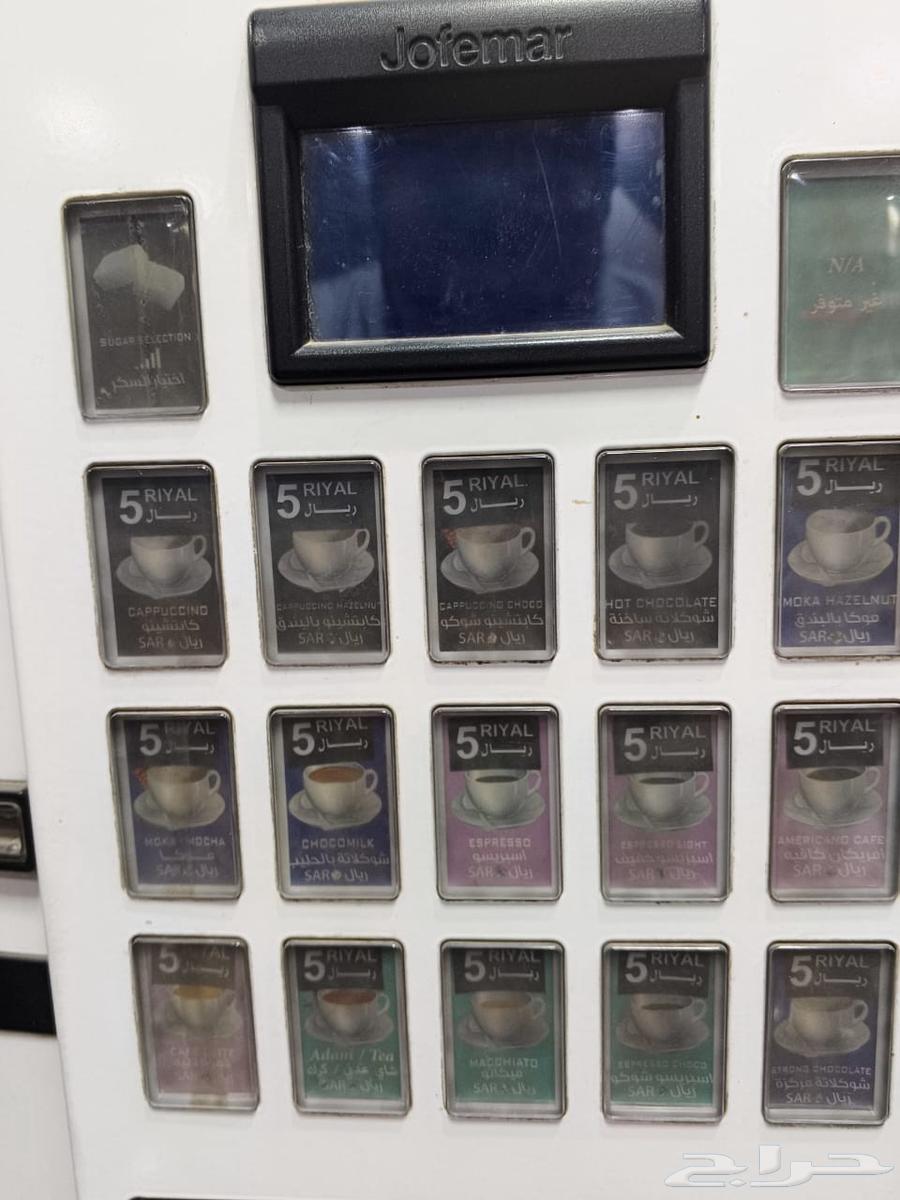 Jofemar
SUGAR SELECTION
اختيار السكر
N/A
غير متوفر
5 RIYAL
ريال
CAPPUCCINO
كابتشينو
SAR ريال
5 RIYAL
ريال
CAPPUCCINO HAZELNUT
كابتشينو بالبندق
SAR ريال
5 RIYAL
ريال
CAPPUCCINO CHOCO
كابتشينو شوكو
SAR ريال
5 RIYAL
ريال
HOT CHOCOLATE
شوكلاته ساخنة
SAR ريال
5 RIYAL
ريال
MOKA HAZELNUT
موكا بالبندق
SAR ريال
5 RIYAL
ريال
MOKA MOCHA
موكا
SAR ريال
5 RIYAL
ريال
CHOCOMILK
شوكلاتة بالحليب
SAR ريال
5 RIYAL
ريال
ESPRESSO
اسبريسو
SAR ريال
5 RIYAL
ريال
ESPRESSO LIGHT
اسبريسو خفيف
SAR ريال
5 RIYAL
ريال
AMERICANO CAFE
أمريكان كافيه
SAR ريال
5
ريال
SAR
5 RIYAL
ريال
Adani / Tea
شاي عدني / كرك
SAR ريال
5 RIYAL
ريال
MACCHIATO
ميكاتو
SAR ريال
5 RIYAL
ريال
ESPRESSO CHOCO
اسبريسو شوكو
SAR ريال
5 RIYAL
ريال
STRONG CHOCOLATE
شوكلاتة مركزة
SAR ريال
حراج